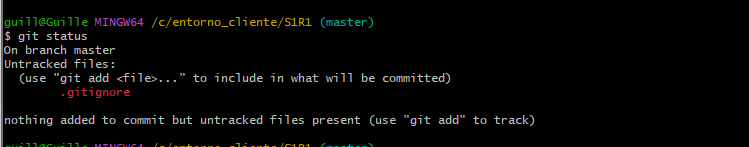 guill@Guille MINGW64 /c/entorno_cliente/S1R1 (master)
$ git status
On branch master
Untracked files:
  (use "git add <file>..." to include in what will be committed)
        .gitignore

nothing added to commit but untracked files present (use "git add" to track)

guill@Guille MINGW64 /c/entorno_cliente/S1R1 (master)